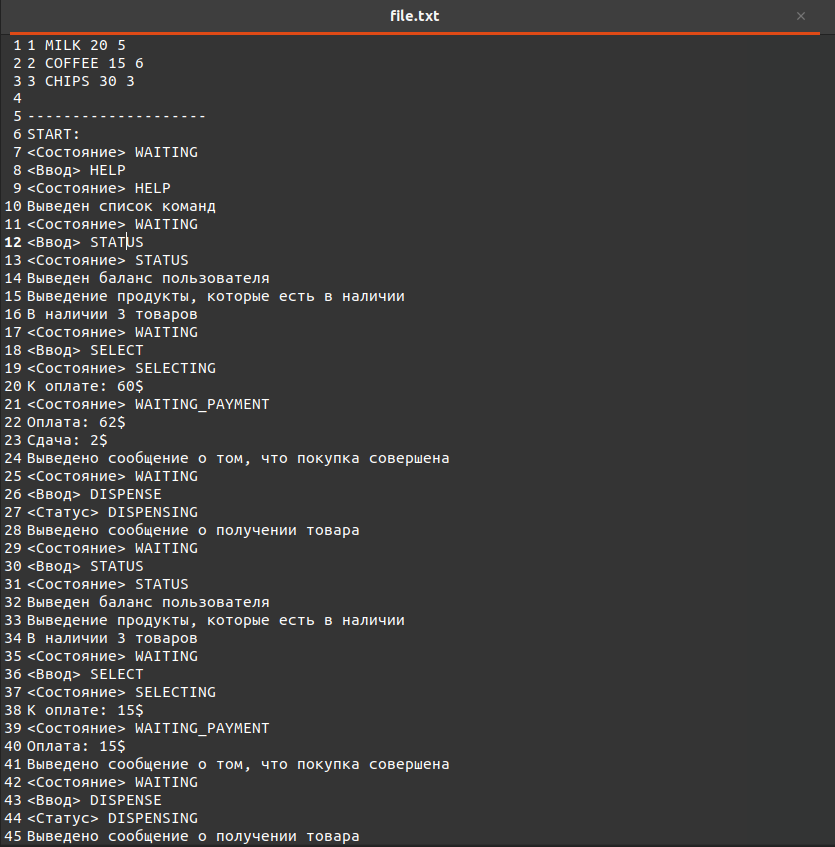 file.txt
1 1 MILK 20 5
2 2 COFFEE 15 6
3 3 CHIPS 30 3
4
5 --------------------
6 START:
7 <Состояние> WAITING
8 <Ввод> HELP
9 <Состояние> HELP
10 Выведен список команд
11 <Состояние> WAITING
12 <Ввод> STATUS
13 <Состояние> STATUS
14 Выведен баланс пользователя
15 Выведение продукты, которые есть в наличии
16 В наличии 3 товаров
17 <Состояние> WAITING
18 <Ввод> SELECT
19 <Состояние> SELECTING
20 К оплате: 60$
21 <Состояние> WAITING_PAYMENT
22 Оплата: 62$
23 Сдача: 2$
24 Выведено сообщение о том, что покупка совершена
25 <Состояние> WAITING
26 <Ввод> DISPENSE
27 <Статус> DISPENSING
28 Выведено сообщение о получении товара
29 <Состояние> WAITING
30 <Ввод> STATUS
31 <Состояние> STATUS
32 Выведен баланс пользователя
33 Выведение продукты, которые есть в наличии
34 В наличии 3 товаров
35 <Состояние> WAITING
36 <Ввод> SELECT
37 <Состояние> SELECTING
38 К оплате: 15$
39 <Состояние> WAITING_PAYMENT
40 Оплата: 15$
41 Выведено сообщение о том, что покупка совершена
42 <Состояние> WAITING
43 <Ввод> DISPENSE
44 <Статус> DISPENSING
45 Выведено сообщение о получении товара